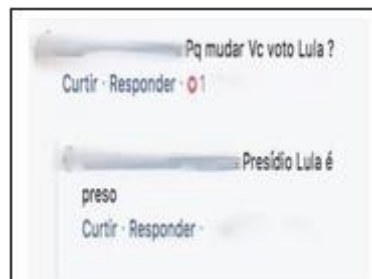 Pq mudar Vc voto Lula ?
Curtir · Responder · 1
Presídio Lula é
preso
Curtir · Responder ·